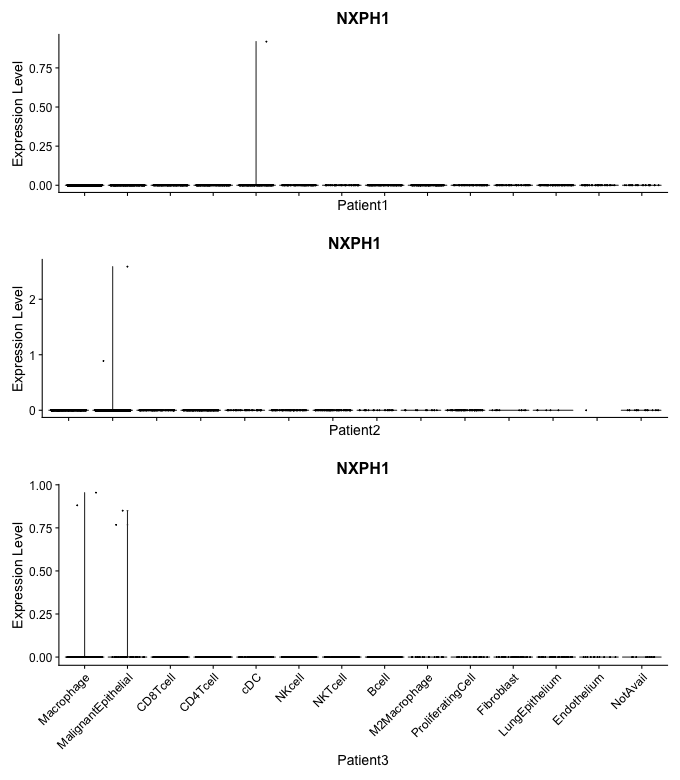 NXPH1
Expression Level
0.75
0.50
0.25
0.00
Patient1
NXPH1
Expression Level
2
1
0
Patient2
NXPH1
Expression Level
1.00
0.75
0.50
0.25
0.00
Macrophage
MalignantEpithelial
CD8Tcell
CD4Tcell
cDC
NKcell
NKTcell
Bcell
M2Macrophage
ProliferatingCell
Fibroblast
LungEpithelium
Endothelium
NotAvail
Patient3